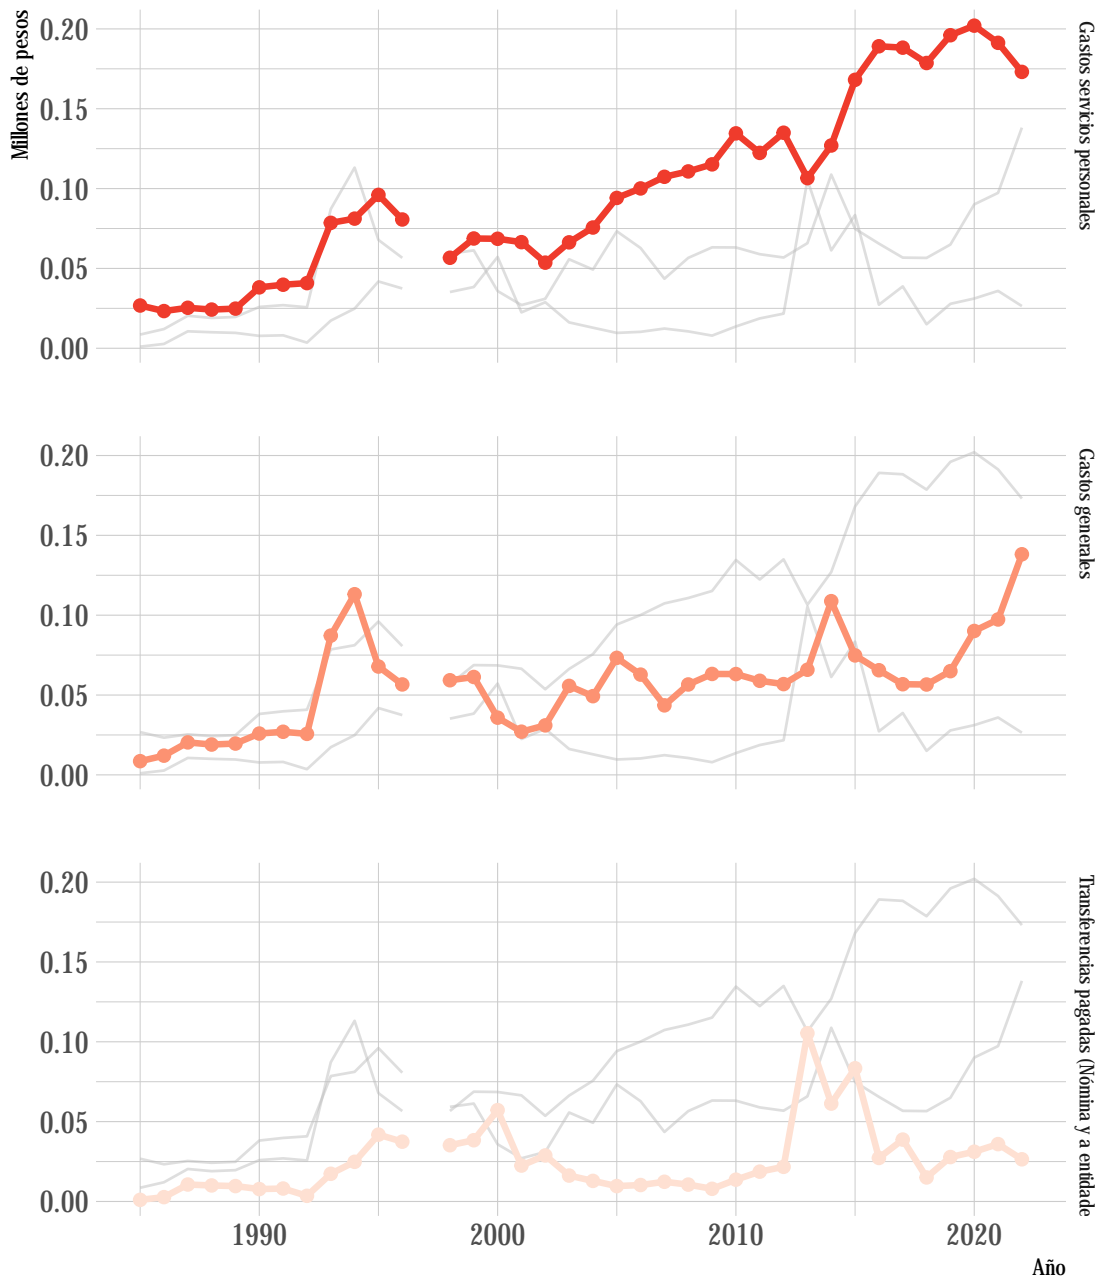 Millones de pesos
0.20
0.15
0.10
0.05
0.00
Gastos servicios personales
0.20
0.15
0.10
0.05
0.00
Gastos generales
0.20
0.15
0.10
0.05
0.00
Transferencias pagadas (Nómina y a entidade
1990 2000 2010 2020
Año